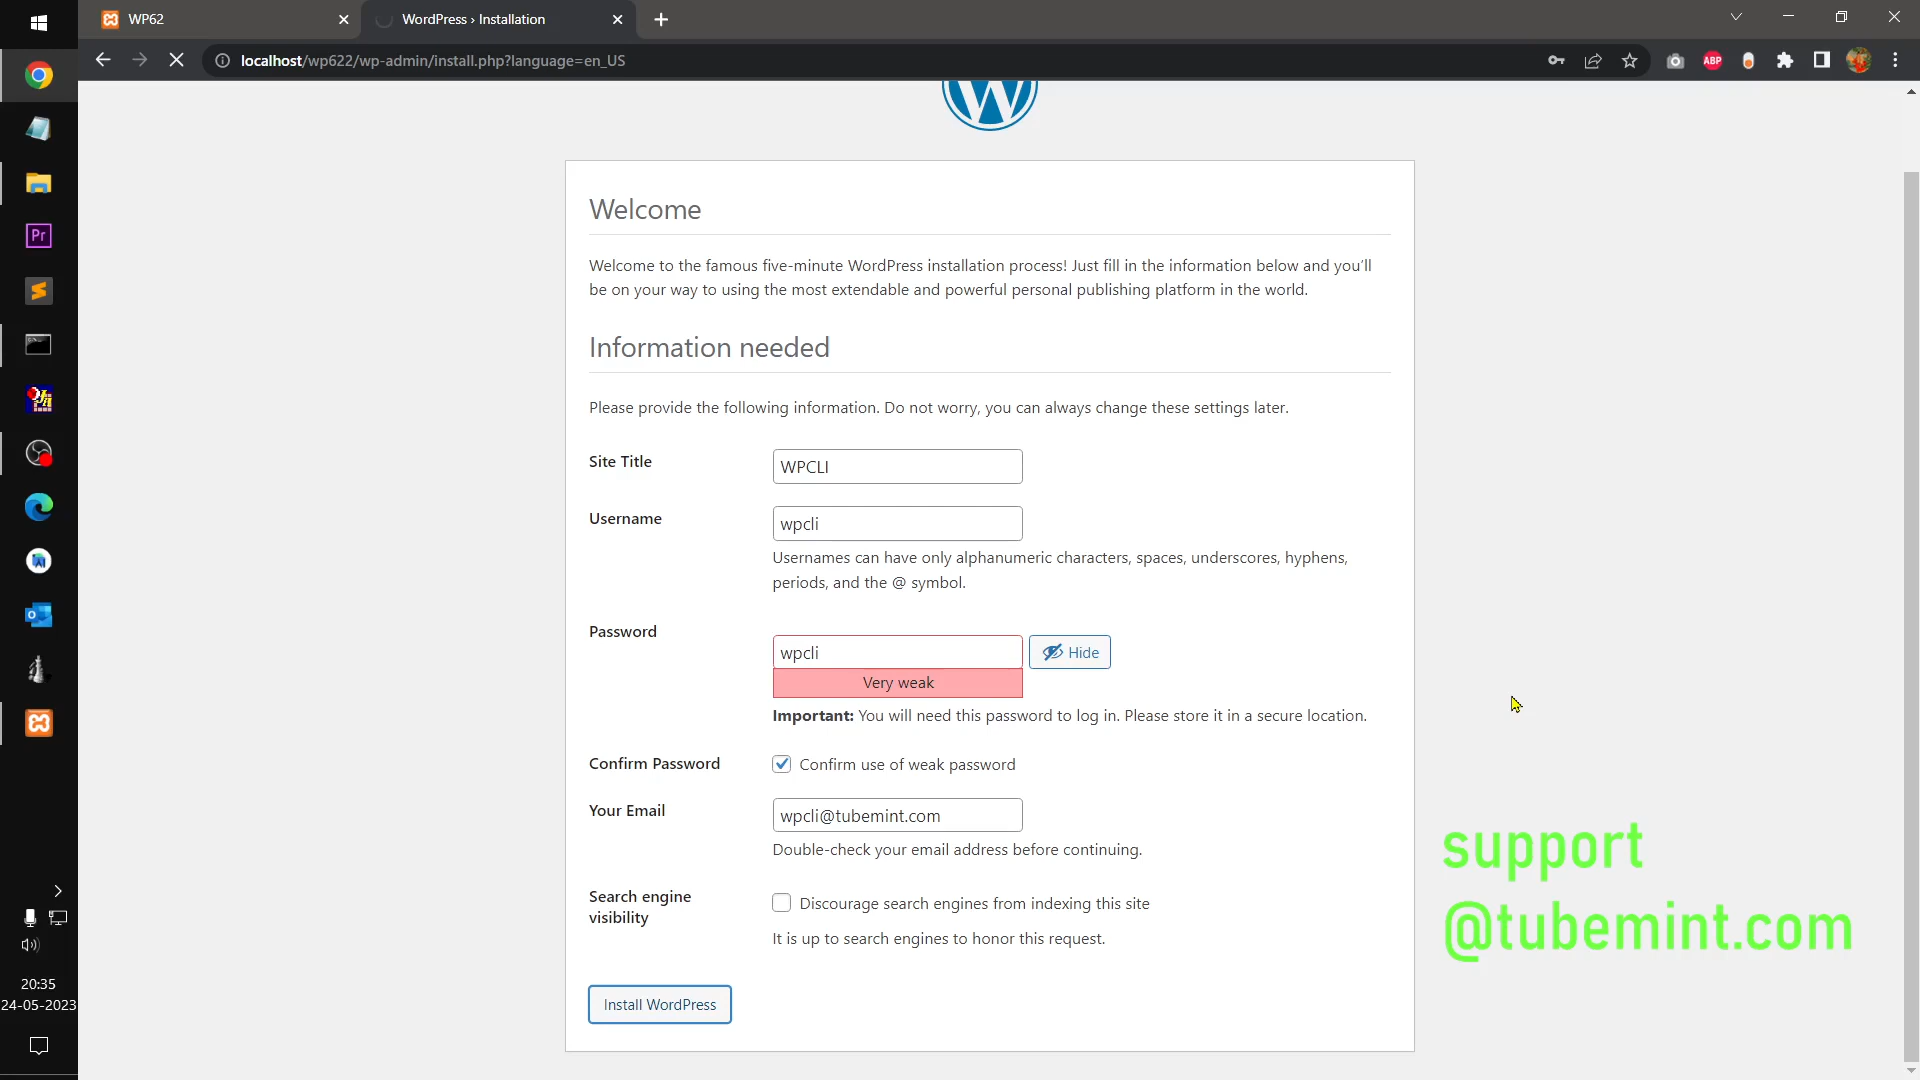 WP62
WordPress › Installation
localhost/wp622/wp-admin/install.php?language=en_US
ABP
Pr
Welcome
Welcome to the famous five-minute WordPress installation process! Just fill in the information below and you’ll
be on your way to using the most extendable and powerful personal publishing platform in the world.
Information needed
Please provide the following information. Do not worry, you can always change these settings later.
Site Title
WPCLI
Username
wpcli
Usernames can have only alphanumeric characters, spaces, underscores, hyphens,
periods, and the @ symbol.
Password
wpcli
Hide
Very weak
Important: You will need this password to log in. Please store it in a secure location.
Confirm Password
Confirm use of weak password
Your Email
wpcli@tubemint.com
Double-check your email address before continuing.
Search engine
visibility
Discourage search engines from indexing this site
It is up to search engines to honor this request.
Install WordPress
support
@tubemint.com
20:35
24-05-2023